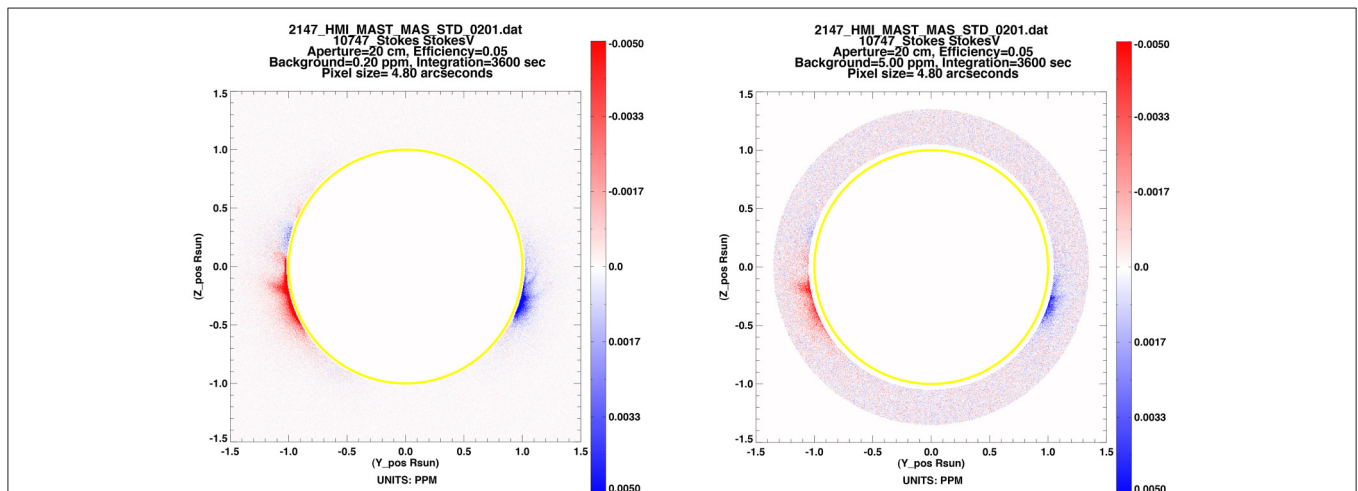 2147_HMI_MAST_MAS_STD_0201.dat
10747_Stokes StokesV
Aperture=20 cm, Efficiency=0.05
Background=0.20 ppm, Integration=3600 sec
Pixel size= 4.80 arcseconds
1.5
1.0
0.5
0.0
-0.5
-1.0
-1.5
(Z_pos Rsun)
-1.5 -1.0 -0.5 0.0 0.5 1.0 1.5
(Y_pos Rsun)
UNITS: PPM
-0.0050
-0.0033
-0.0017
0.0
0.0017
0.0033
0.0050
2147_HMI_MAST_MAS_STD_0201.dat
10747_Stokes StokesV
Aperture=20 cm, Efficiency=0.05
Background=5.00 ppm, Integration=3600 sec
Pixel size= 4.80 arcseconds
1.5
1.0
0.5
0.0
-0.5
-1.0
-1.5
(Z_pos Rsun)
-1.5 -1.0 -0.5 0.0 0.5 1.0 1.5
(Y_pos Rsun)
UNITS: PPM
-0.0050
-0.0033
-0.0017
0.0
0.0017
0.0033
0.0050